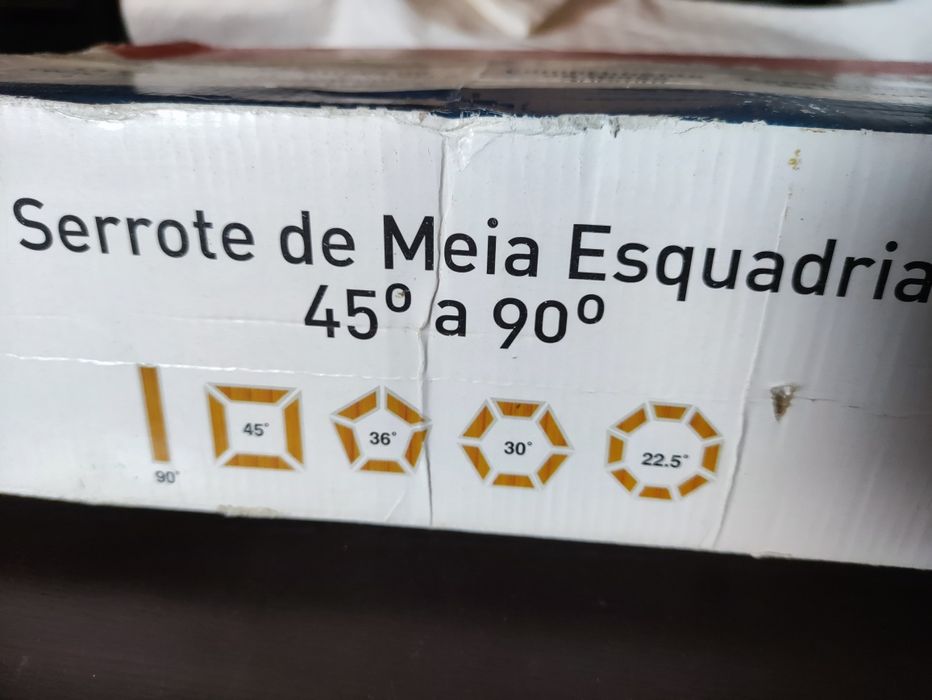 Serrote de Meia Esquadria
45º a 90º
90° 45° 36° 30° 22.5°